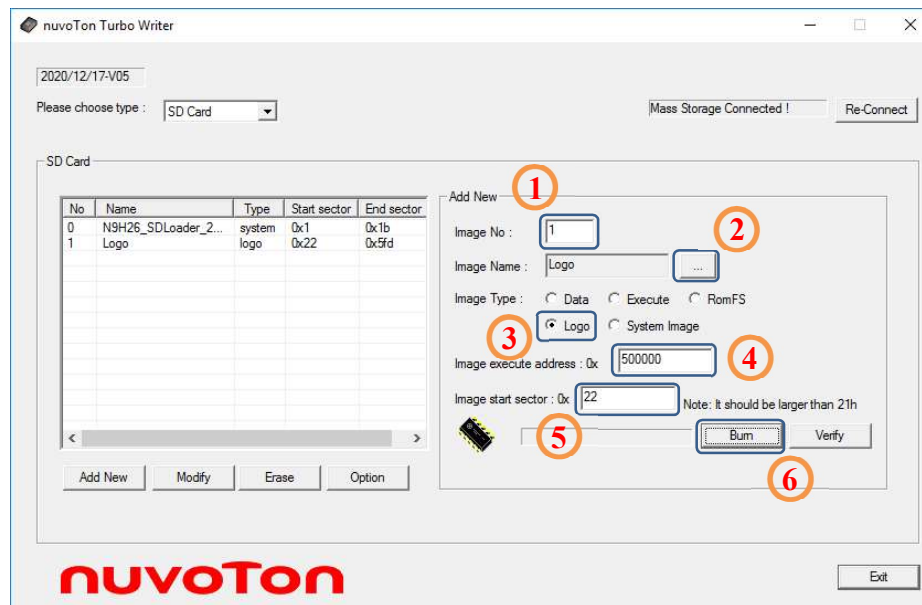 nuvoTon Turbo Writer
2020/12/17-V05
Please choose type : SD Card
Mass Storage Connected ! Re-Connect
SD Card
No Name Type Start sector End sector
0 N9H26_SDLoader_2... system 0x1 0x1b
1 Logo logo 0x22 0x5fd
Add New Modify Erase Option
Add New 1
Image No : 1
2
Image Name : Logo ...
Image Type : Data Execute RomFS
3 Logo System Image
Image execute address : 0x 500000 4
Image start sector : 0x 22 Note: It should be larger than 21h
5 Burn Verify
6
nuvoTon
Exit